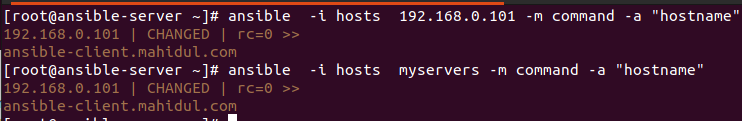 [root@ansible-server ~]# ansible  -i hosts  192.168.0.101 -m command -a "hostname"
192.168.0.101 | CHANGED | rc=0 >>
ansible-client.mahidul.com
[root@ansible-server ~]# ansible  -i hosts  myservers -m command -a "hostname"
192.168.0.101 | CHANGED | rc=0 >>
ansible-client.mahidul.com
[root@ansible-server ~]#